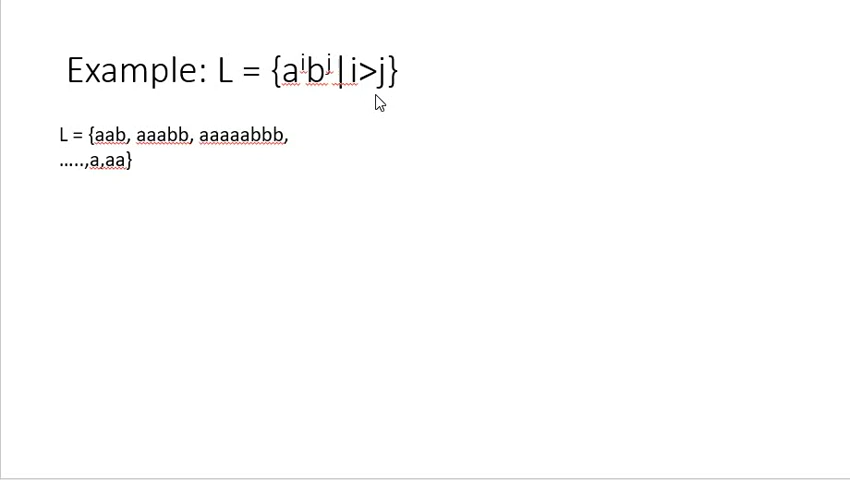 Example: L = {aⁱbʲ|i>j}
L = {aab, aaabb, aaaaabbb,
…..,a,aa}